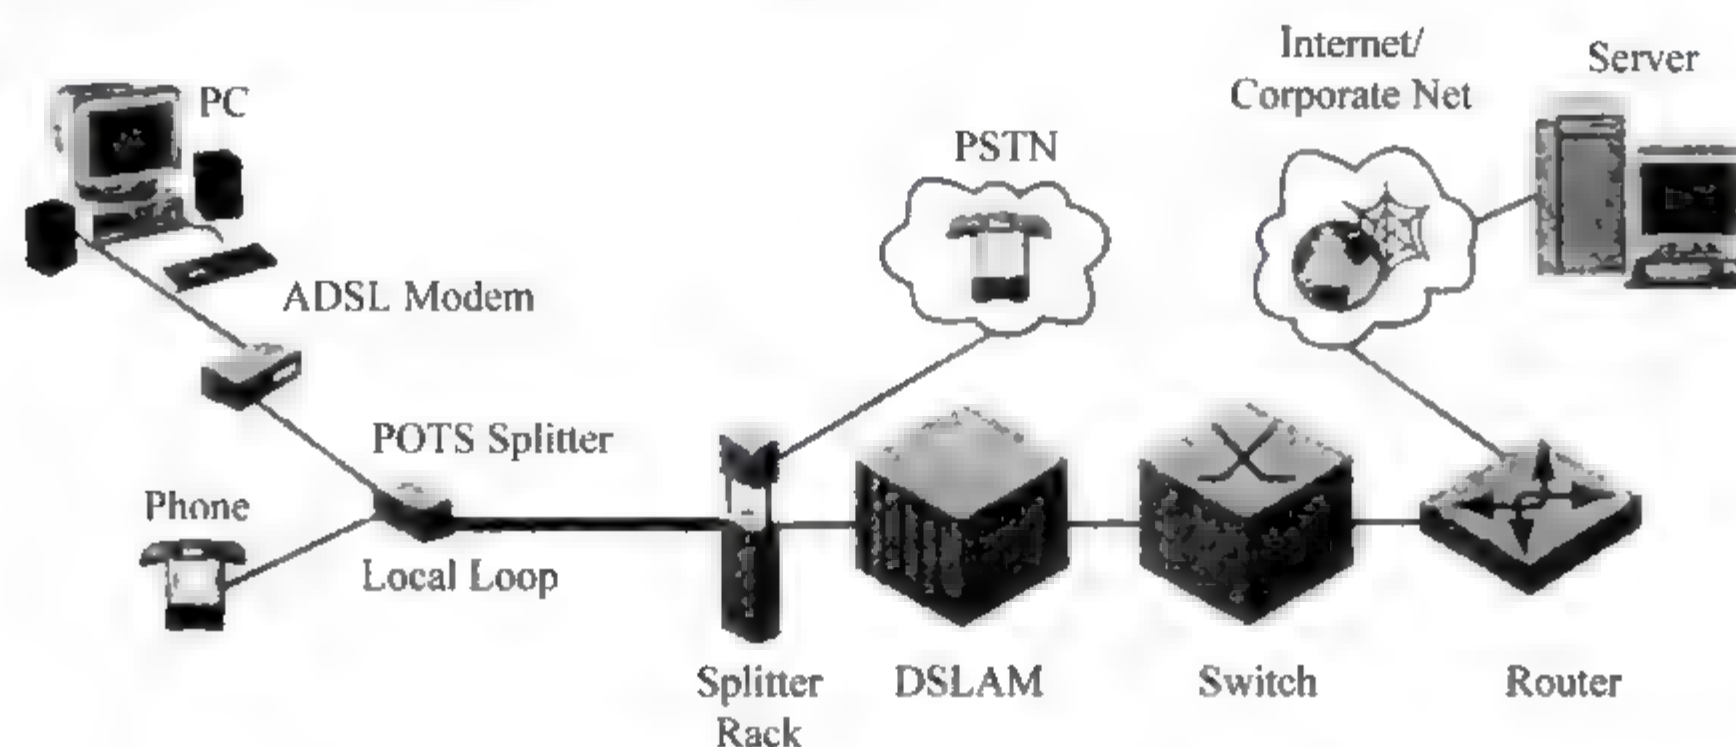 Internet/
Corporate Net
Server
PC
PSTN
ADSL Modem
POTS Splitter
Phone
Local Loop
Splitter
Rack
DSLAM
Switch
Router